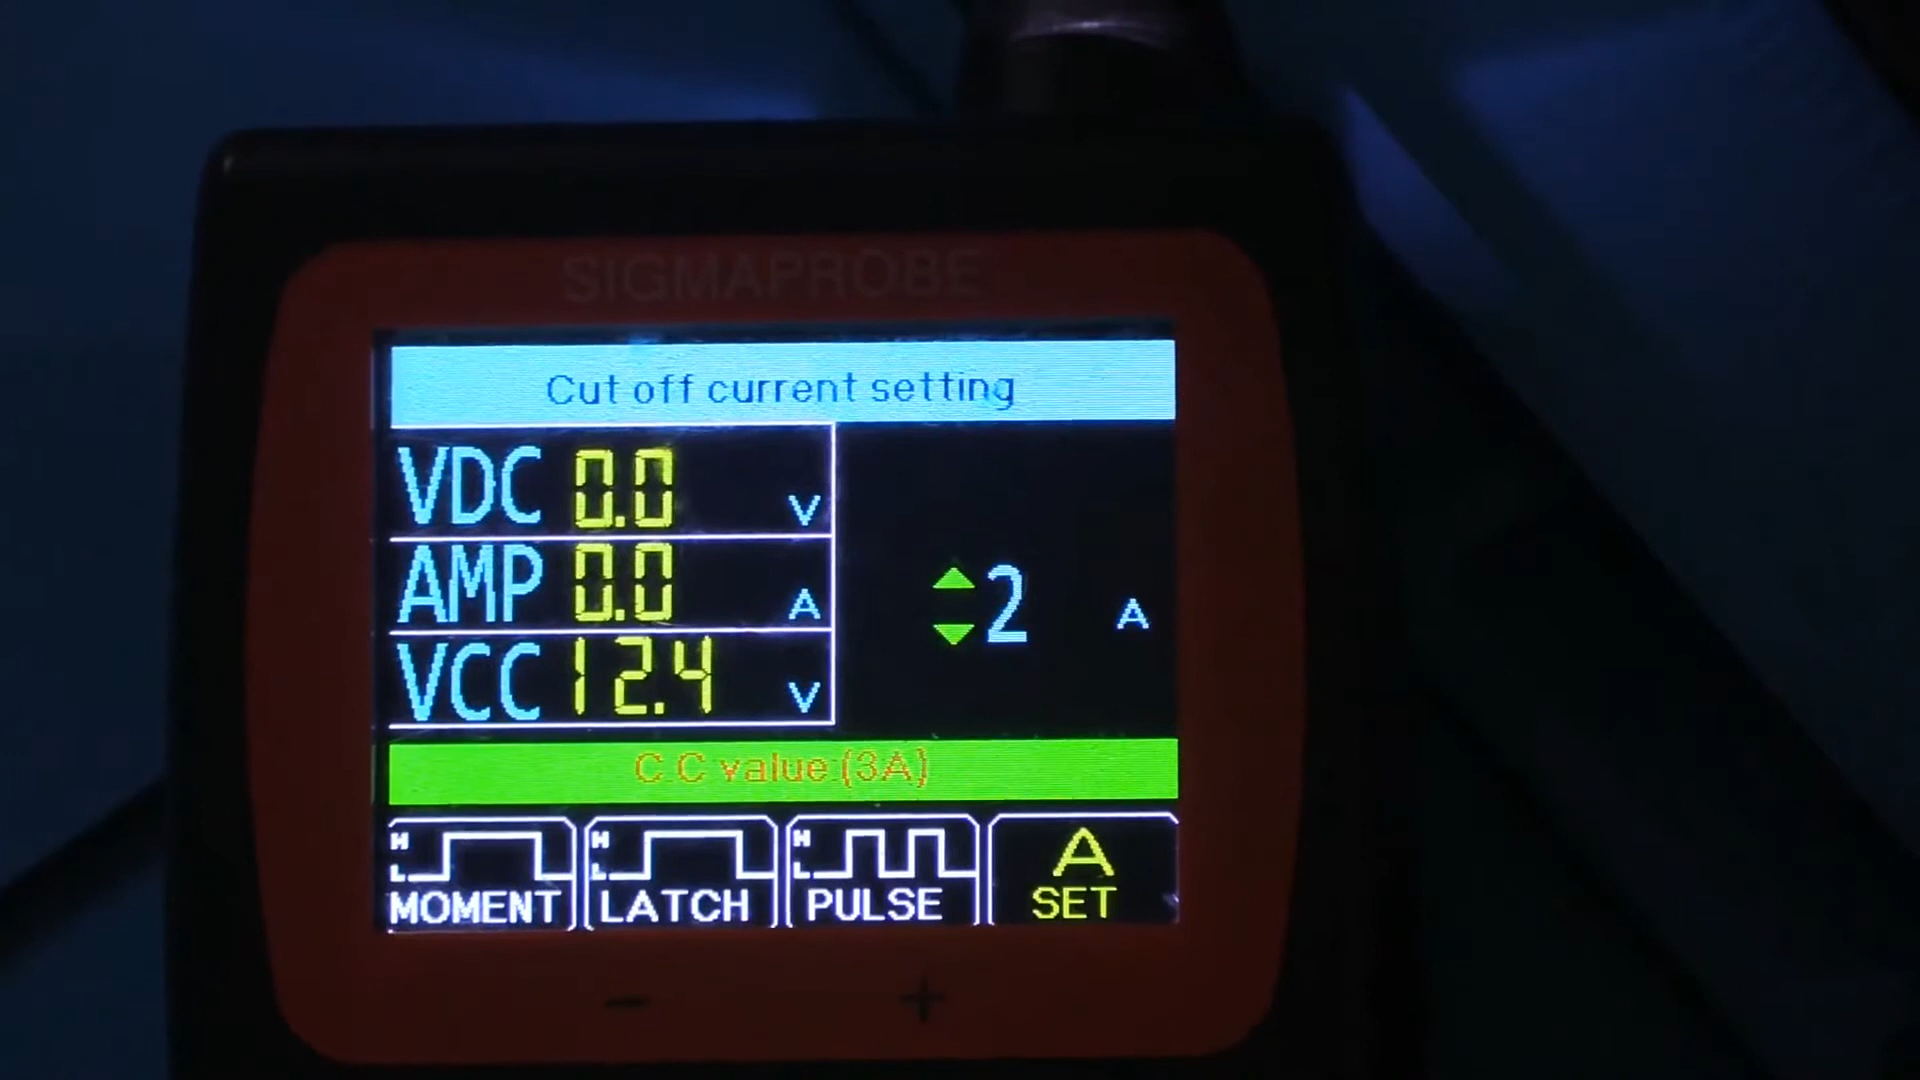 SIGMAPROBE
Cut off current setting
VDC 0.0 V
AMP 0.0 A
VCC 12.4 V
2 A
C.C value:(3A)
H L MOMENT
H L LATCH
H L PULSE
A SET
- +